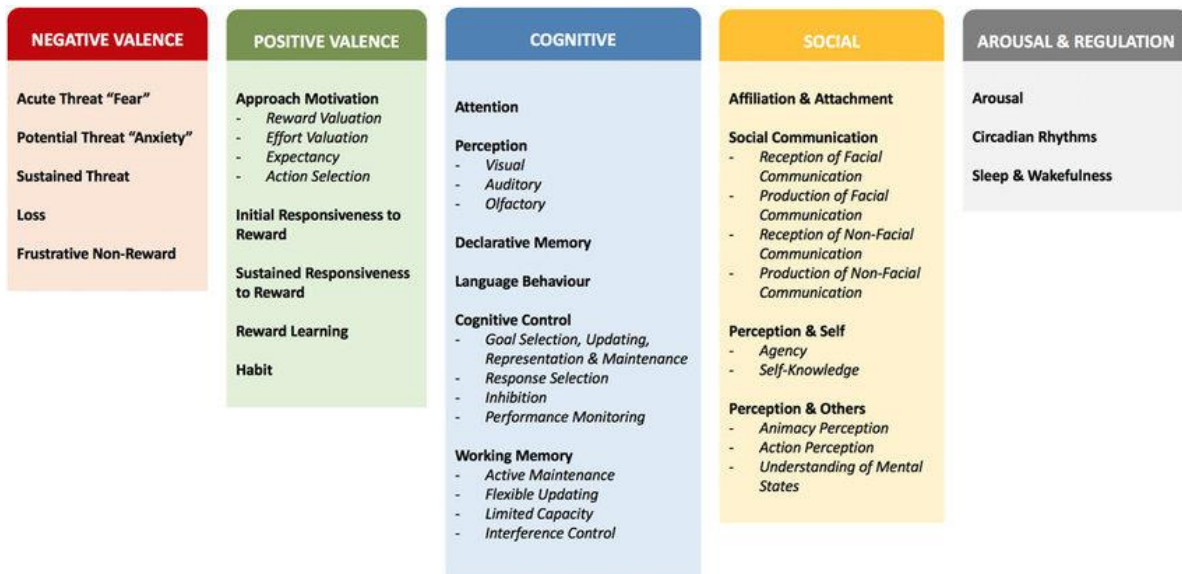 NEGATIVE VALENCE
Acute Threat “Fear”
Potential Threat “Anxiety”
Sustained Threat
Loss
Frustrative Non-Reward
POSITIVE VALENCE
Approach Motivation
- Reward Valuation
- Effort Valuation
- Expectancy
- Action Selection
Initial Responsiveness to
Reward
Sustained Responsiveness
to Reward
Reward Learning
Habit
COGNITIVE
Attention
Perception
- Visual
- Auditory
- Olfactory
Declarative Memory
Language Behaviour
Cognitive Control
- Goal Selection, Updating,
Representation & Maintenance
- Response Selection
- Inhibition
- Performance Monitoring
Working Memory
- Active Maintenance
- Flexible Updating
- Limited Capacity
- Interference Control
SOCIAL
Affiliation & Attachment
Social Communication
- Reception of Facial
Communication
- Production of Facial
Communication
- Reception of Non-Facial
Communication
- Production of Non-Facial
Communication
Perception & Self
- Agency
- Self-Knowledge
Perception & Others
- Animacy Perception
- Action Perception
- Understanding of Mental
States
AROUSAL & REGULATION
Arousal
Circadian Rhythms
Sleep & Wakefulness